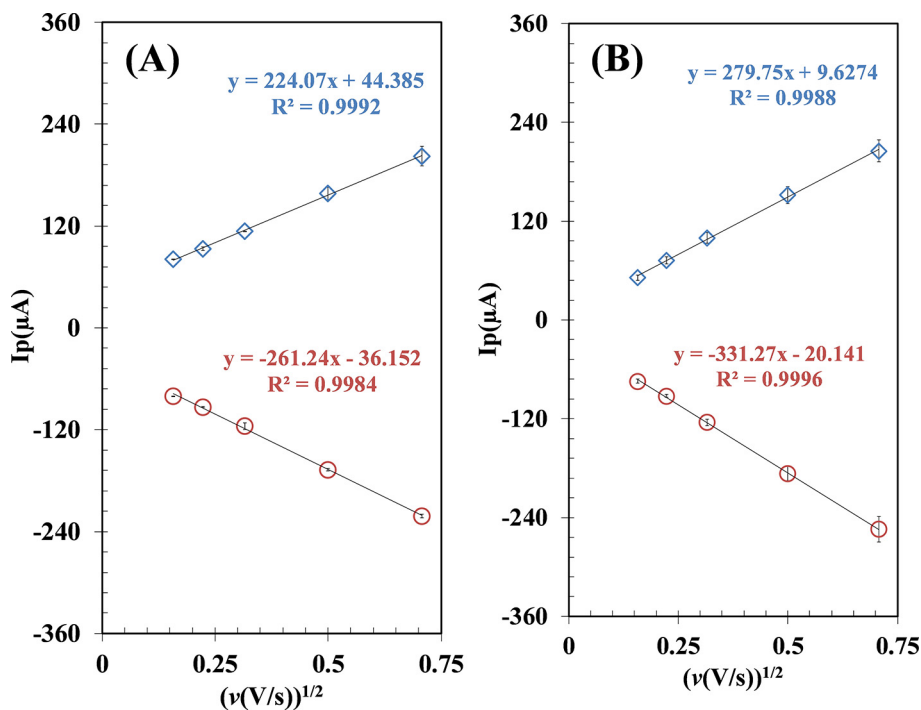 (A)
y = 224.07x + 44.385
R² = 0.9992
y = -261.24x - 36.152
R² = 0.9984
Ip(µA)
360
240
120
0
-120
-240
-360
0
0.25
0.5
0.75
(v(V/s))¹/²
(B)
y = 279.75x + 9.6274
R² = 0.9988
y = -331.27x - 20.141
R² = 0.9996
Ip(µA)
360
240
120
0
-120
-240
-360
0
0.25
0.5
0.75
(v(V/s))¹/²